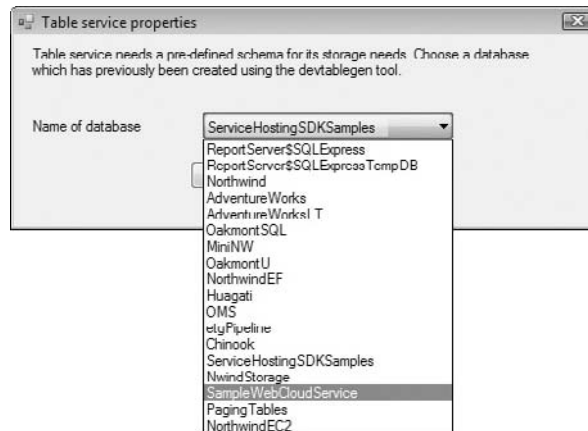 Table service properties
Table service needs a pre-defined schema for its storage needs. Choose a database
which has previously been created using the devtablegen tool.
Name of database
ServiceHostingSDKSamples
ReportServer$SQLExpress
ReportServer$SQLExpressTempDB
Northwind
AdventureWorks
AdventureWorksLT
OakmontSQL
MiniNW
OakmontU
NorthwindEF
Huagati
OMS
Chinook
ServiceHostingSDKSamples
NwindStorage
SampleWebCloudService
PagingTables
NorthwindEC2